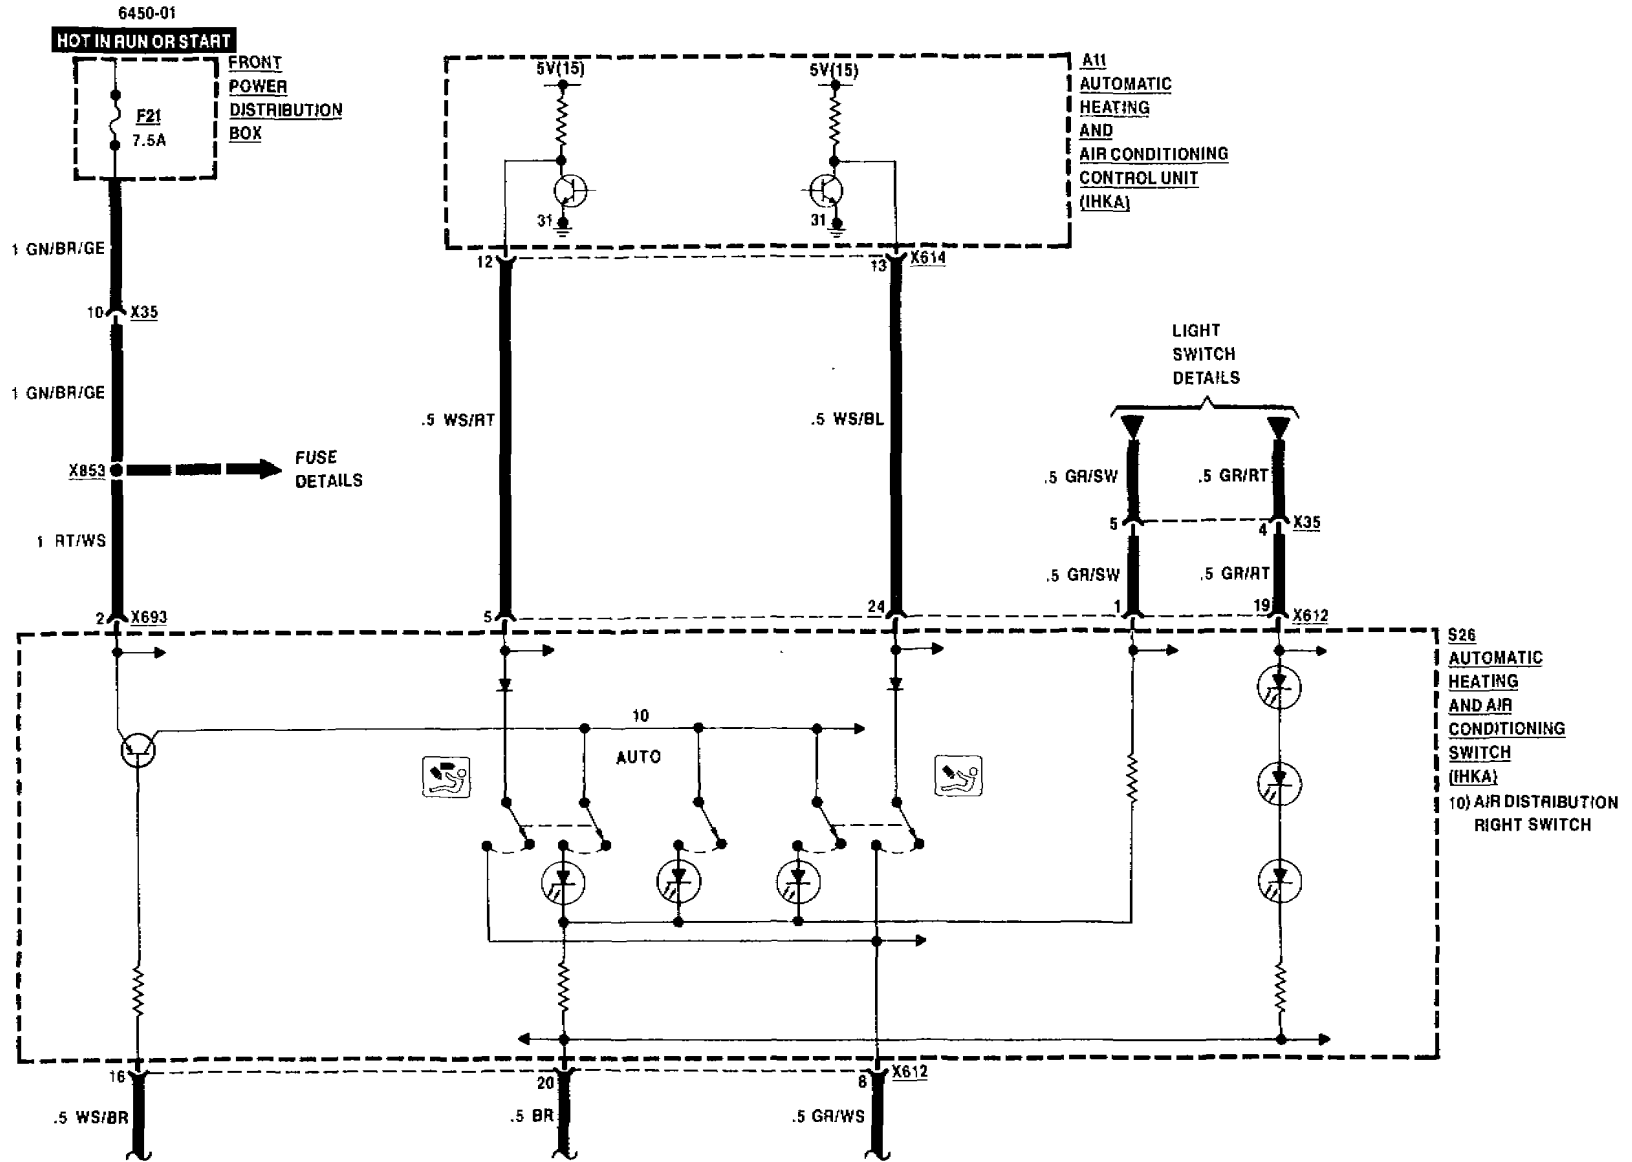 6450-01
HOT IN RUN OR START
FRONT
POWER
DISTRIBUTION
BOX
F21
7.5A
5V(15)
5V(15)
31
31
A11
AUTOMATIC
HEATING
AND
AIR CONDITIONING
CONTROL UNIT
(IHKA)
1 GN/BR/GE
12
13
X614
10
X35
LIGHT
SWITCH
DETAILS
1 GN/BR/GE
.5 WS/RT
.5 WS/BL
X853
FUSE
DETAILS
.5 GR/SW
.5 GR/RT
5
4
X35
1 RT/WS
.5 GR/SW
.5 GR/RT
2
X693
5
24
1
19
X612
S26
AUTOMATIC
HEATING
AND AIR
CONDITIONING
SWITCH
(IHKA)
10) AIR DISTRIBUTION
RIGHT SWITCH
10
AUTO
16
20
8
X612
.5 WS/BR
.5 BR
.5 GR/WS